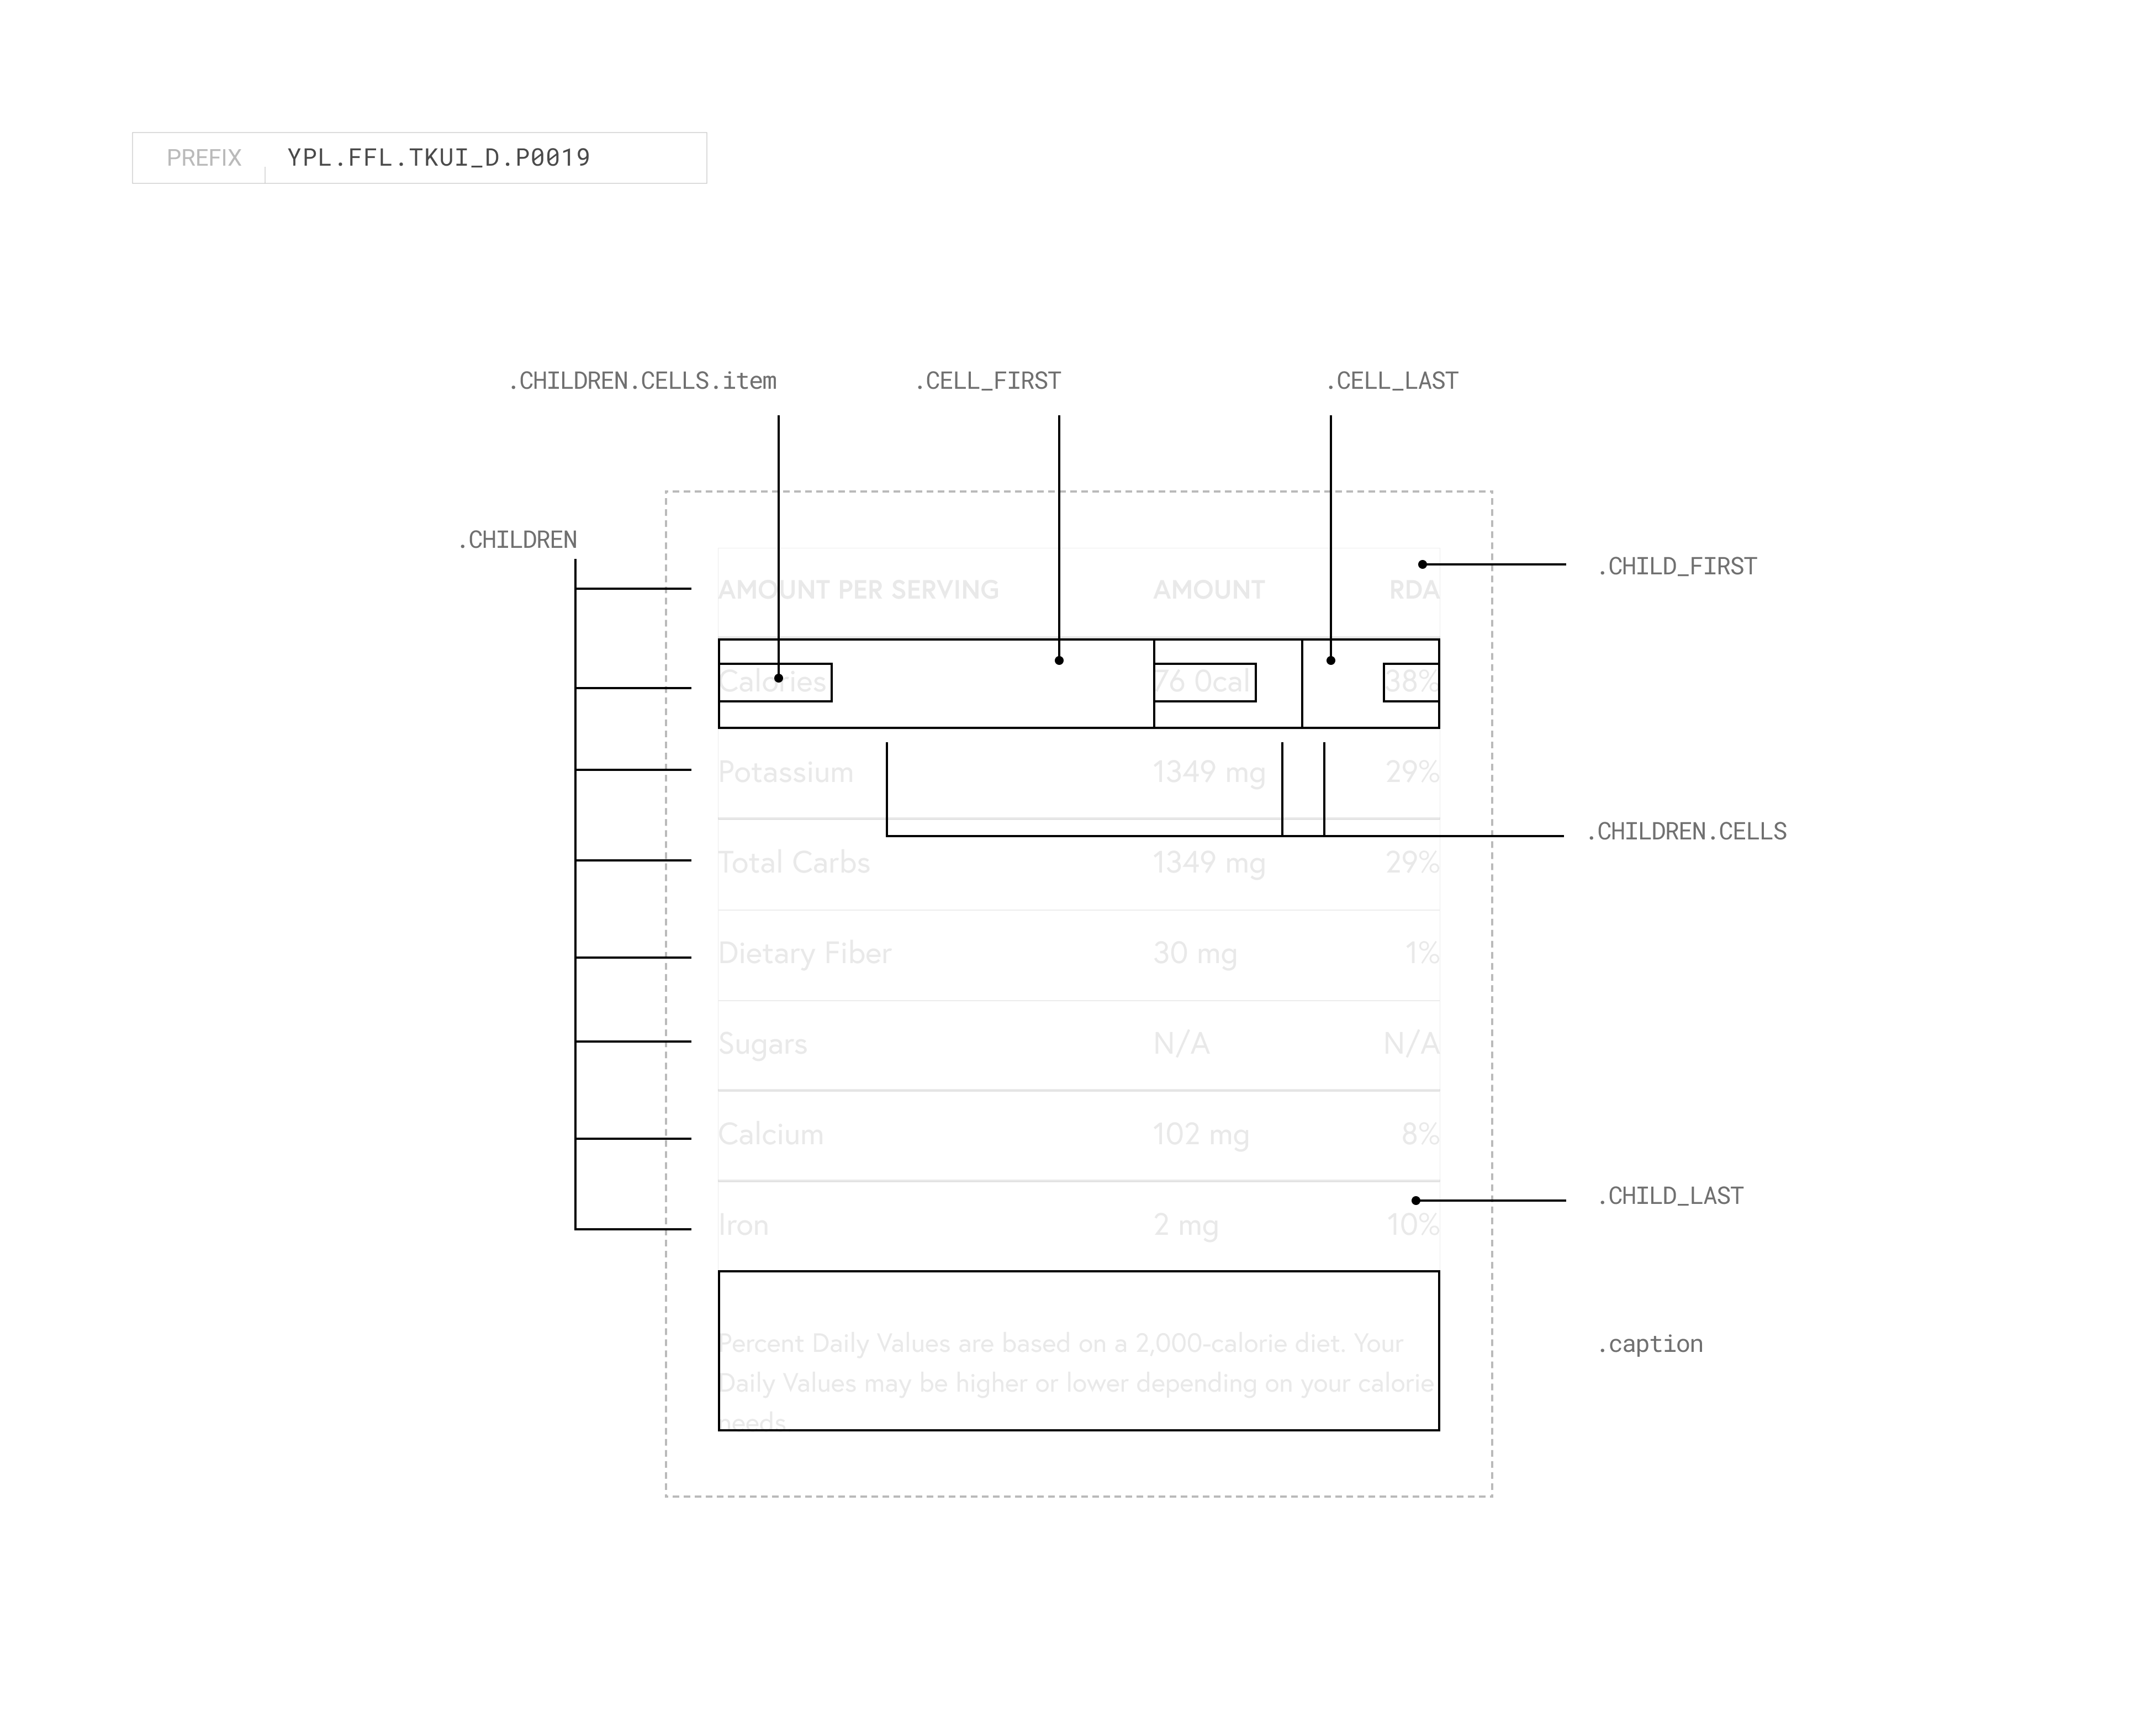 PREFIX YPL.FFL.TKUI_D.P0019
.CHILDREN.CELLS.item .CELL_FIRST .CELL_LAST
.CHILDREN
.CHILD_FIRST
AMOUNT PER SERVING AMOUNT RDA
Calories 76 0cal 38%
Potassium 1349 mg 29%
.CHILDREN.CELLS
Total Carbs 1349 mg 29%
Dietary Fiber 30 mg 1%
Sugars N/A N/A
Calcium 102 mg 8%
.CHILD_LAST
Iron 2 mg 10%
Percent Daily Values are based on a 2,000-calorie diet. Your
.caption
Daily Values may be higher or lower depending on your calorie
needs.